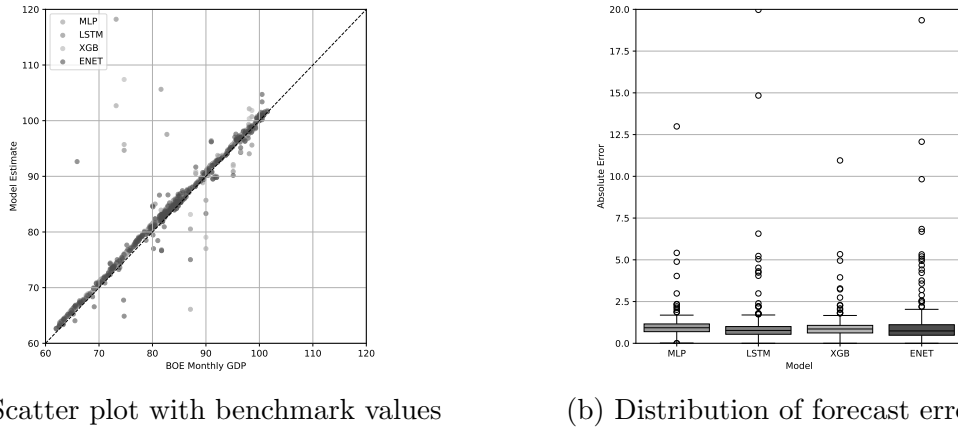 120
110
100
90
80
70
60
Model Estimate
MLP
LSTM
XGB
ENET
60 70 80 90 100 110 120
BOE Monthly GDP
Scatter plot with benchmark values
20.0
17.5
15.0
12.5
10.0
7.5
5.0
2.5
0.0
Absolute Error
MLP LSTM XGB ENET
Model
(b) Distribution of forecast erro